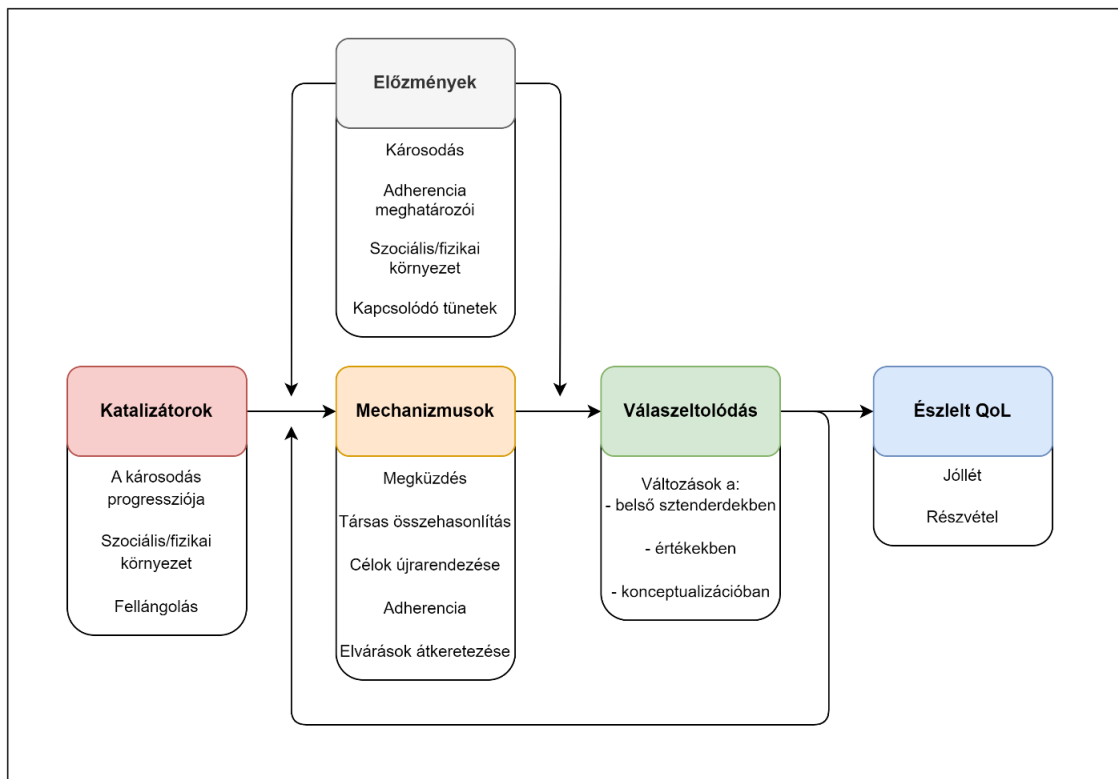 Előzmények
Károsodás
Adherencia
meghatározói
Szociális/fizikai
környezet
Kapcsolódó tünetek
Katalizátorok
A károsodás
progressziója
Szociális/fizikai
környezet
Fellángolás
Mechanizmusok
Megküzdés
Társas összehasonlítás
Célok újrarendezése
Adherencia
Elvárások átkeretezése
Válaszeltolódás
Változások a:
- belső sztenderdekben
- értékekben
- konceptualizációban
Észlelt QoL
Jóllét
Részvétel